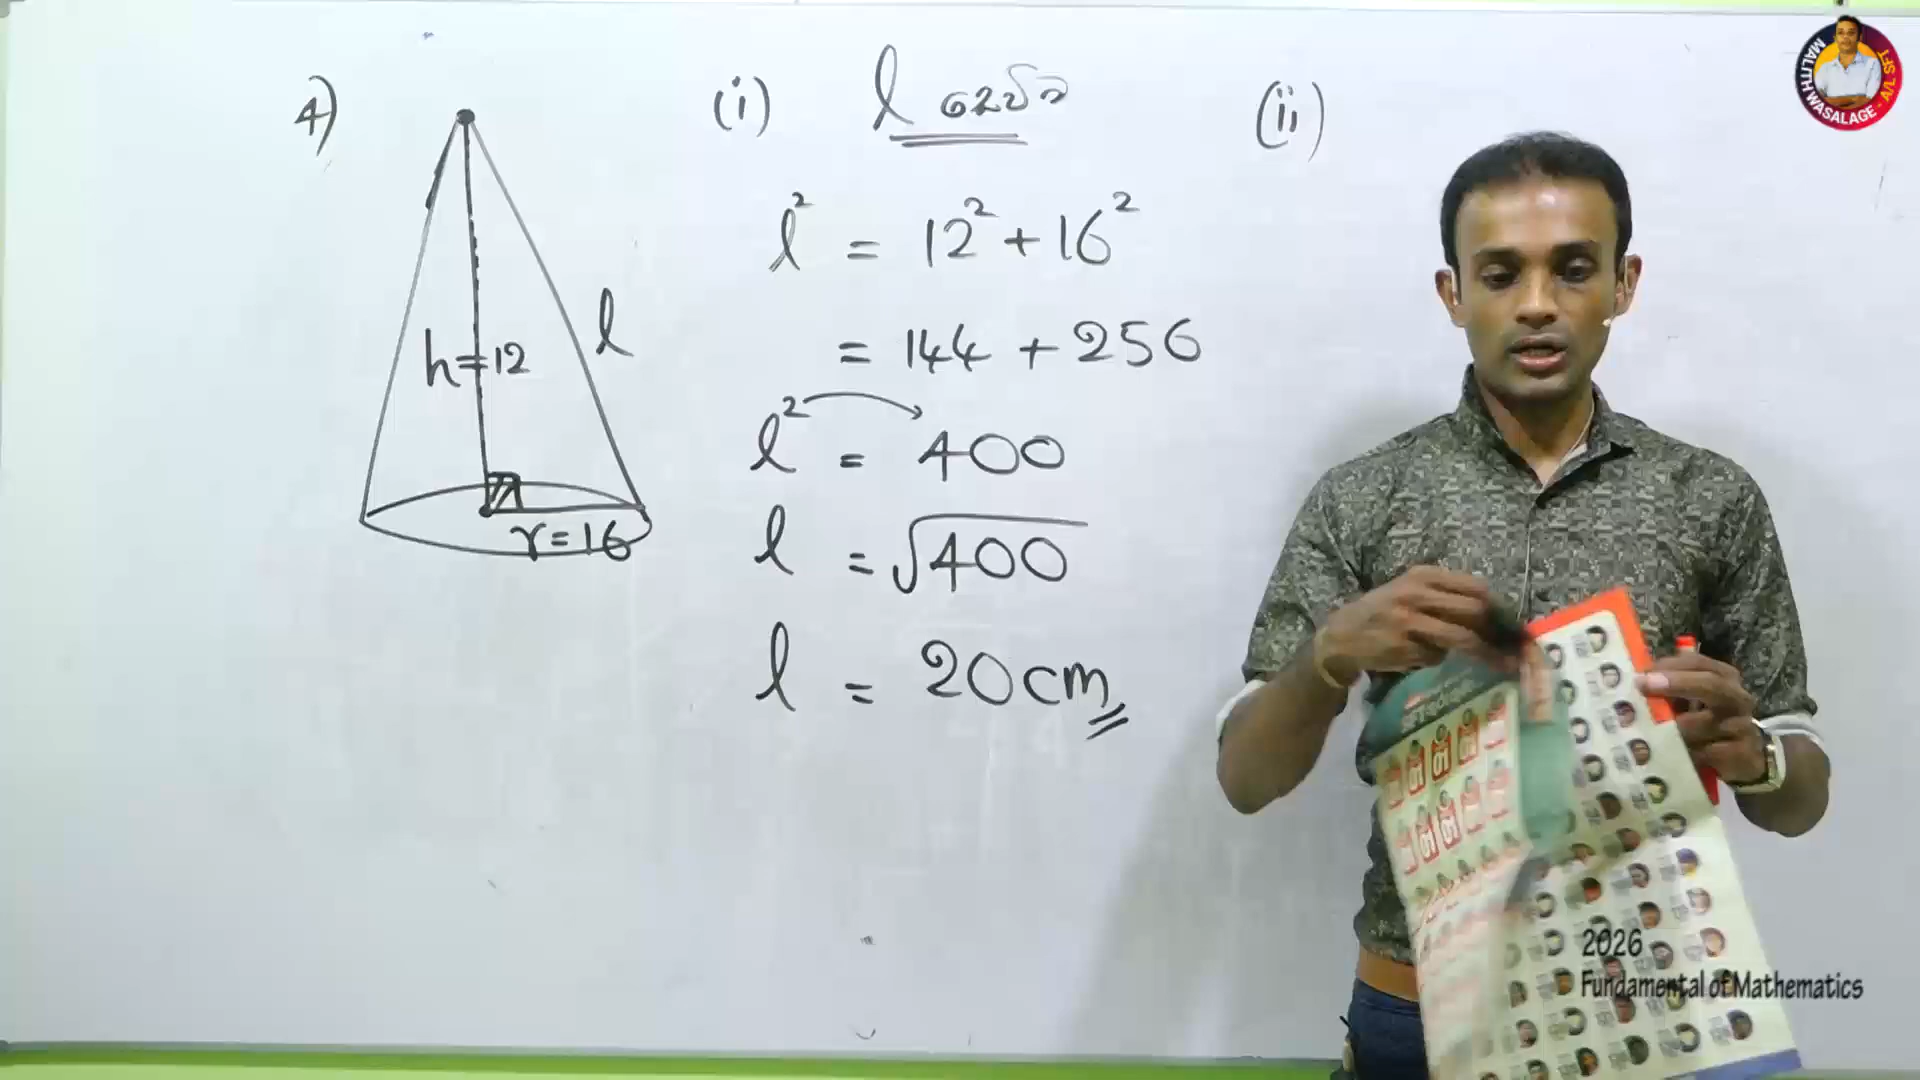 4)
h=12
l
r=16
(i) l සෙවීම
l² = 12² + 16²
= 144 + 256
l² = 400
l = √400
l = 20cm
(ii)
MALITH WASALAGE - A/L SFT
2026
Fundamental of Mathematics